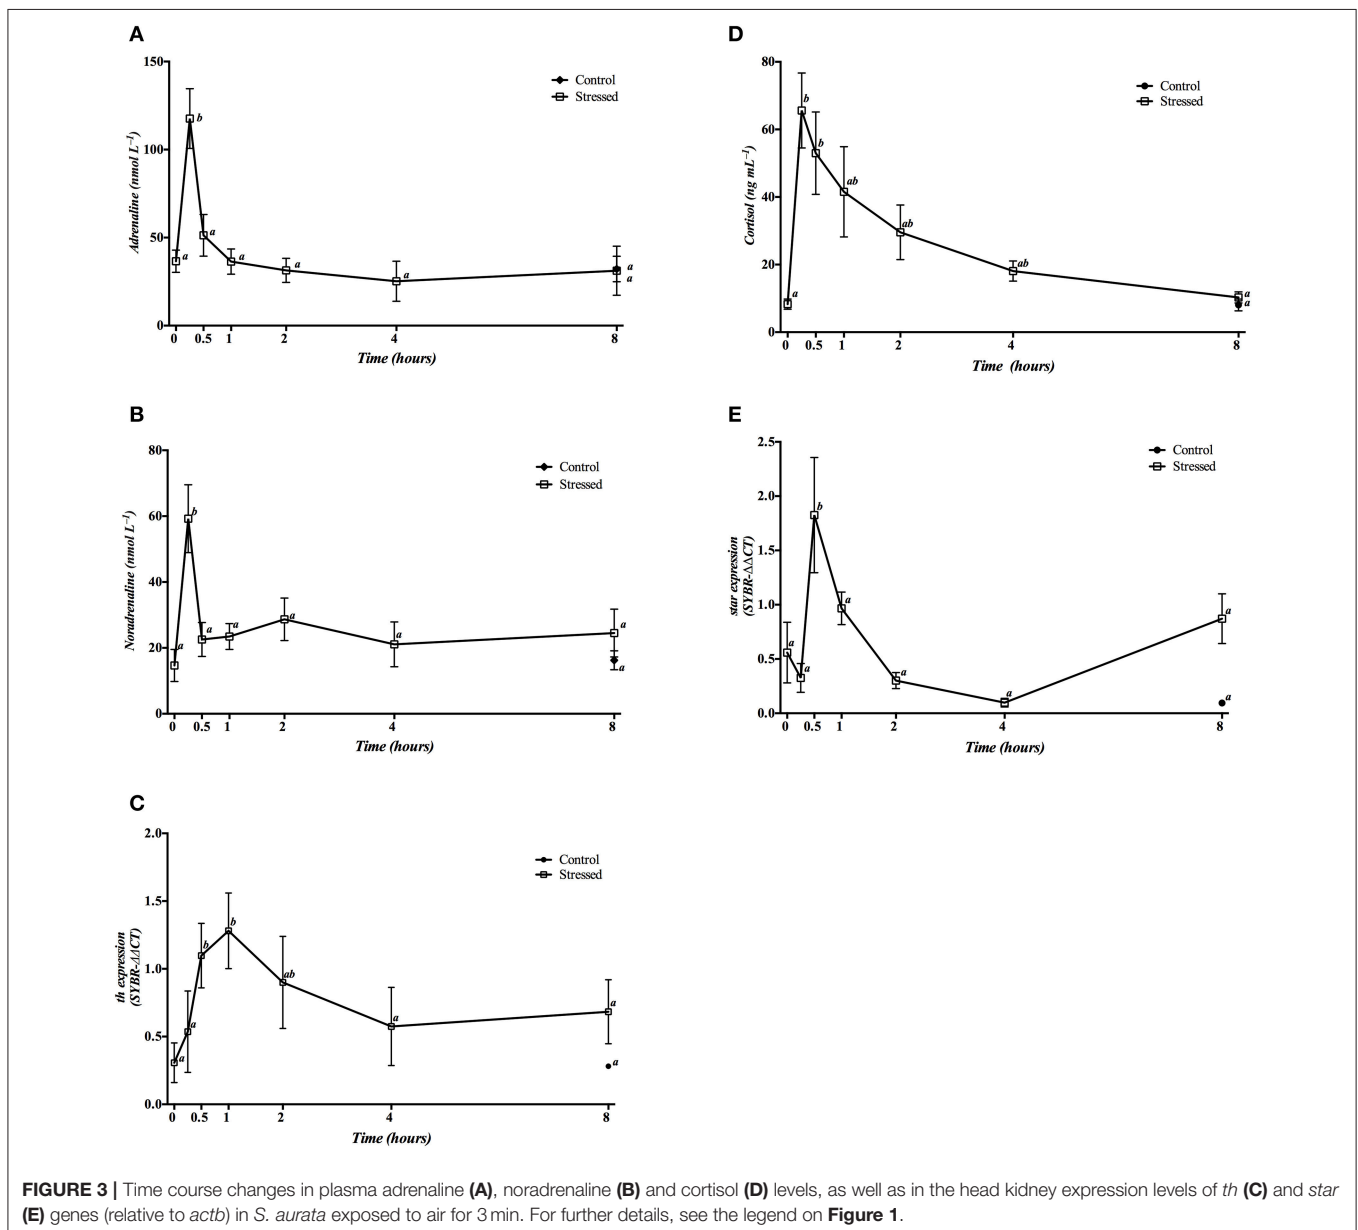 A
150
100
50
0
Adrenaline (nmol L⁻¹)
Control
Stressed
a
b
a
a
a
a
a
a
0 0.5 1 2 4 8
Time (hours)
B
80
60
40
20
0
Noradrenaline (nmol L⁻¹)
Control
Stressed
a
b
a
a
a
a
a
a
0 0.5 1 2 4 8
Time (hours)
C
2.0
1.5
1.0
0.5
0.0
th expression
(SYBR-ΔΔCT)
Control
Stressed
a
a
b
b
ab
a
a
a
0 0.5 1 2 4 8
Time (hours)
D
80
60
40
20
0
Cortisol (ng mL⁻¹)
Control
Stressed
a
b
b
ab
ab
ab
a
a
0 0.5 1 2 4 8
Time (hours)
E
2.5
2.0
1.5
1.0
0.5
0.0
star expression
(SYBR-ΔΔCT)
Control
Stressed
a
a
b
a
a
a
a
a
0 0.5 1 2 4 8
Time (hours)
FIGURE 3 | Time course changes in plasma adrenaline (A), noradrenaline (B) and cortisol (D) levels, as well as in the head kidney expression levels of th (C) and star
(E) genes (relative to actb) in S. aurata exposed to air for 3 min. For further details, see the legend on Figure 1.